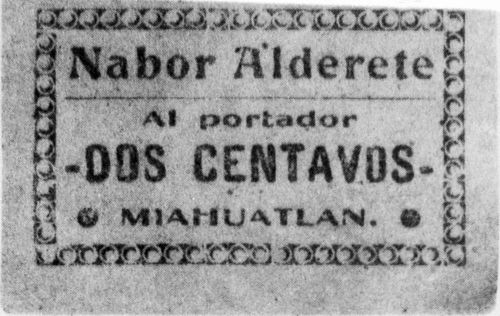 Nabor Alderete
Al portador
-DOS CENTAVOS-
MIAHUATLAN.